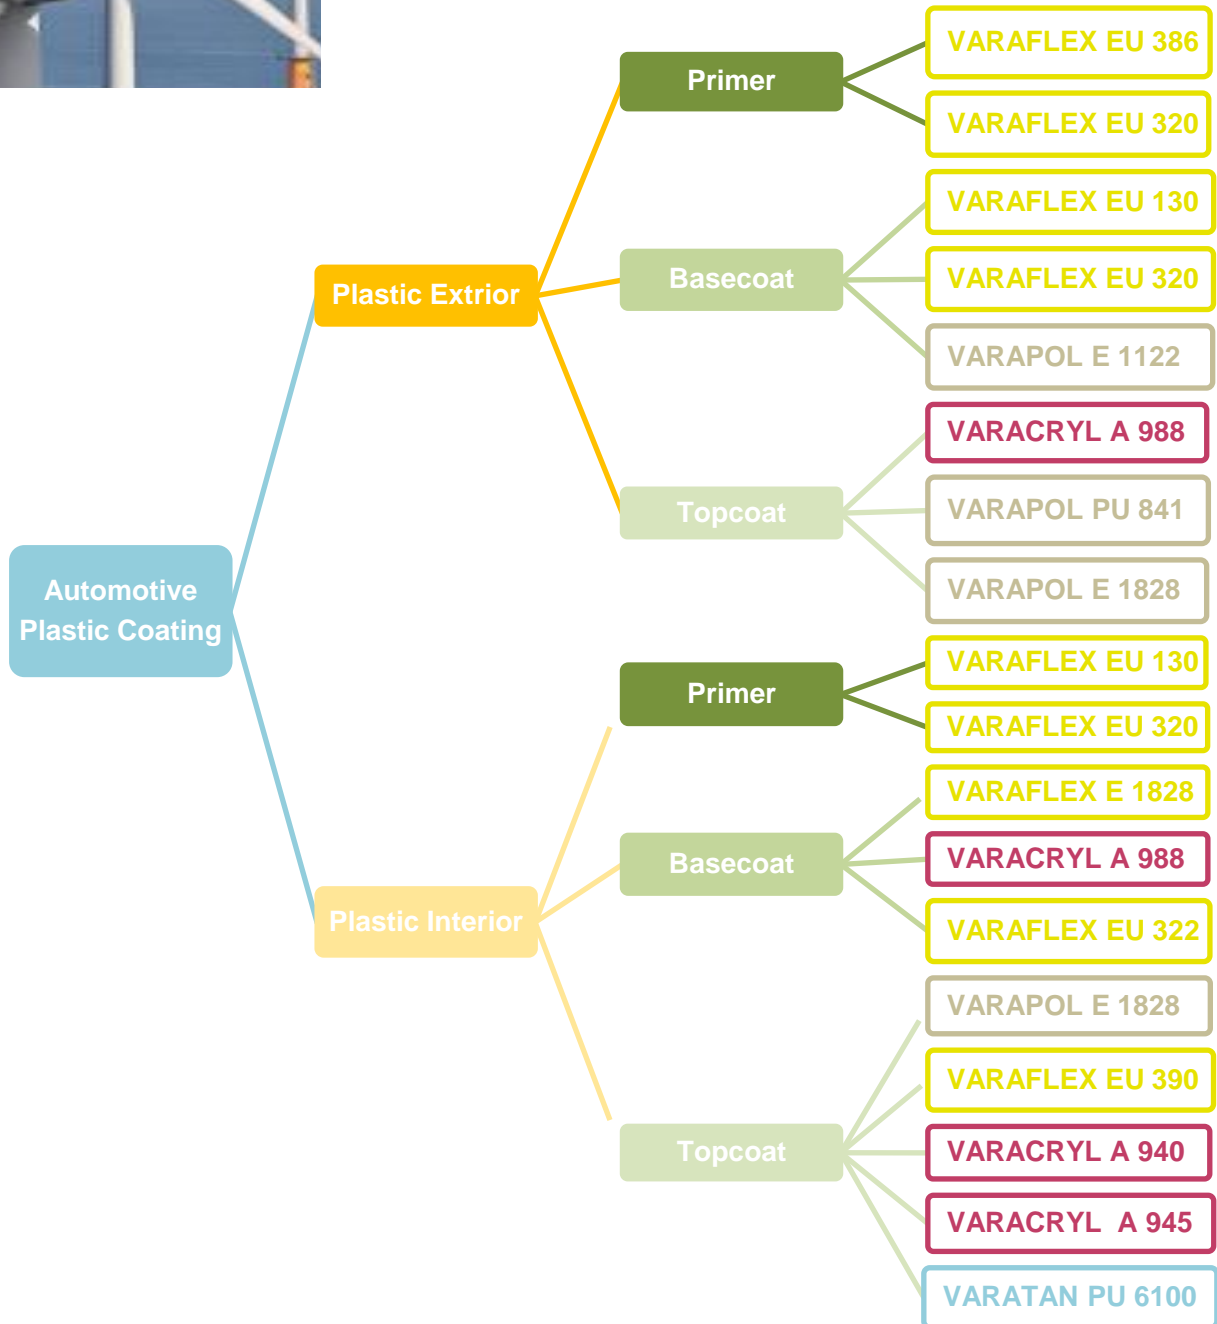 Automotive
Plastic Coating
Plastic Extrior
Primer
VARAFLEX EU 386
VARAFLEX EU 320
Basecoat
VARAFLEX EU 130
VARAFLEX EU 320
VARAPOL E 1122
Topcoat
VARACRYL A 988
VARAPOL PU 841
VARAPOL E 1828
Plastic Interior
Primer
VARAFLEX EU 130
VARAFLEX EU 320
Basecoat
VARAFLEX E 1828
VARACRYL A 988
VARAFLEX EU 322
Topcoat
VARAPOL E 1828
VARAFLEX EU 390
VARACRYL A 940
VARACRYL A 945
VARATAN PU 6100